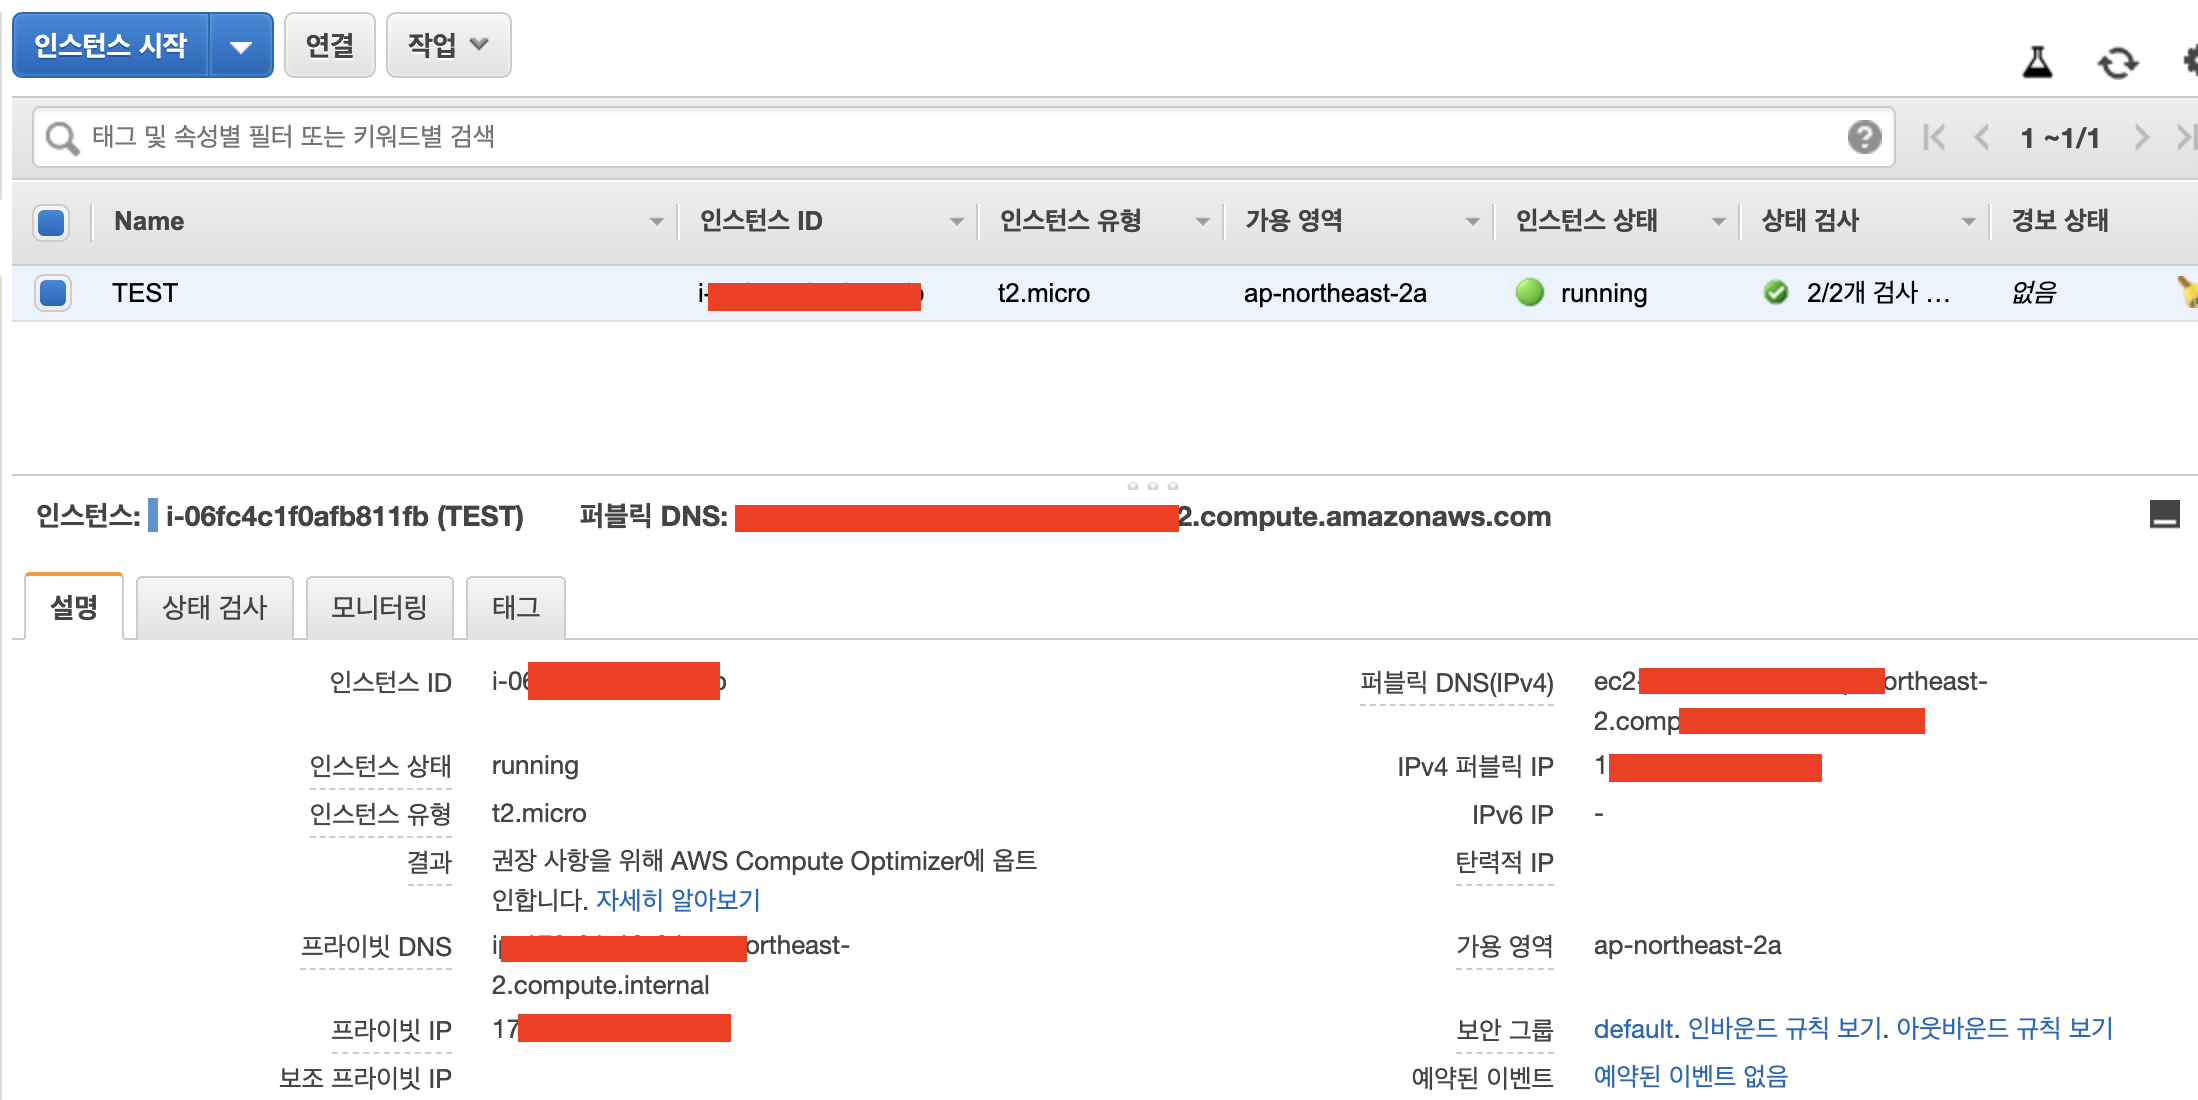 인스턴스 시작 연결 작업
태그 및 속성별 필터 또는 키워드별 검색 1 ~1/1
Name 인스턴스 ID 인스턴스 유형 가용 영역 인스턴스 상태 상태 검사 경보 상태
TEST i- t2.micro ap-northeast-2a running 2/2개 검사 ... 없음
인스턴스: i-06fc4c1f0afb811fb (TEST) 퍼블릭 DNS: 2.compute.amazonaws.com
설명 상태 검사 모니터링 태그
인스턴스 ID i-06
퍼블릭 DNS(IPv4) ec2- ortheast-
2.comp
인스턴스 상태 running
IPv4 퍼블릭 IP 1
인스턴스 유형 t2.micro
IPv6 IP -
결과 권장 사항을 위해 AWS Compute Optimizer에 옵트
인합니다. 자세히 알아보기
탄력적 IP
프라이빗 DNS ip ortheast-
2.compute.internal
가용 영역 ap-northeast-2a
프라이빗 IP 17
보안 그룹 default. 인바운드 규칙 보기. 아웃바운드 규칙 보기
보조 프라이빗 IP
예약된 이벤트 예약된 이벤트 없음